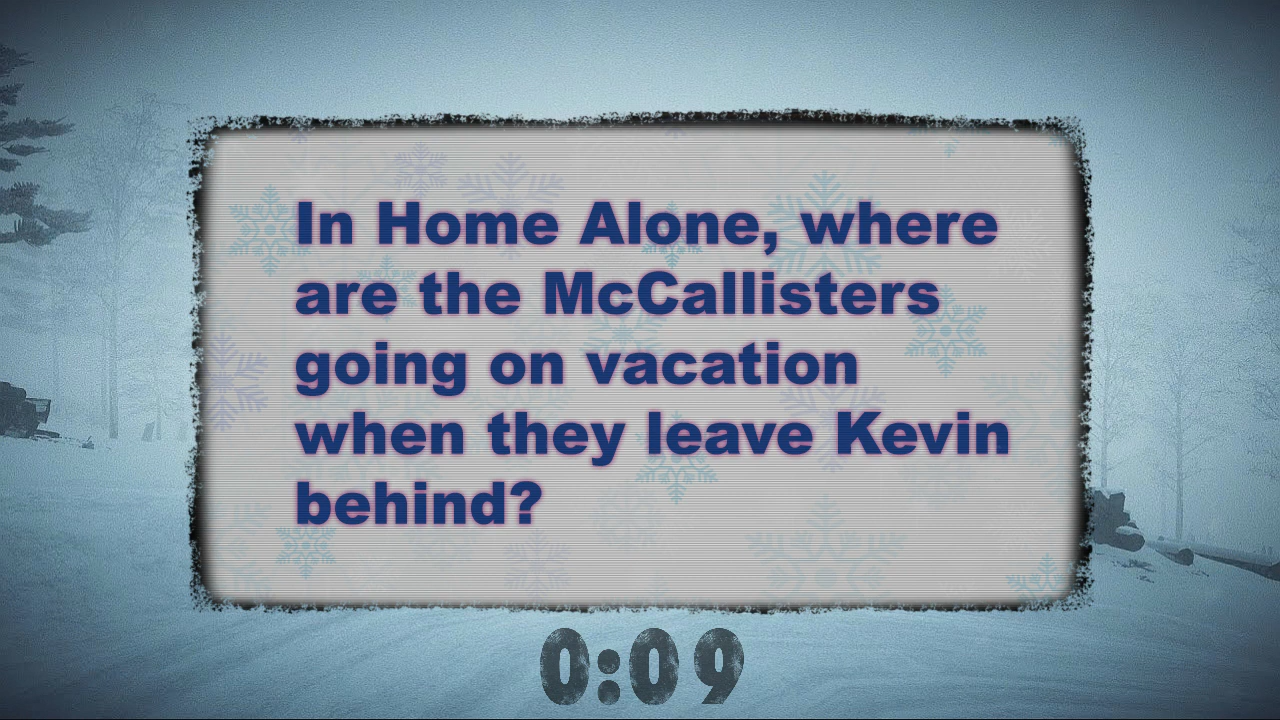 In Home Alone, where
are the McCallisters
going on vacation
when they leave Kevin
behind?
0:09